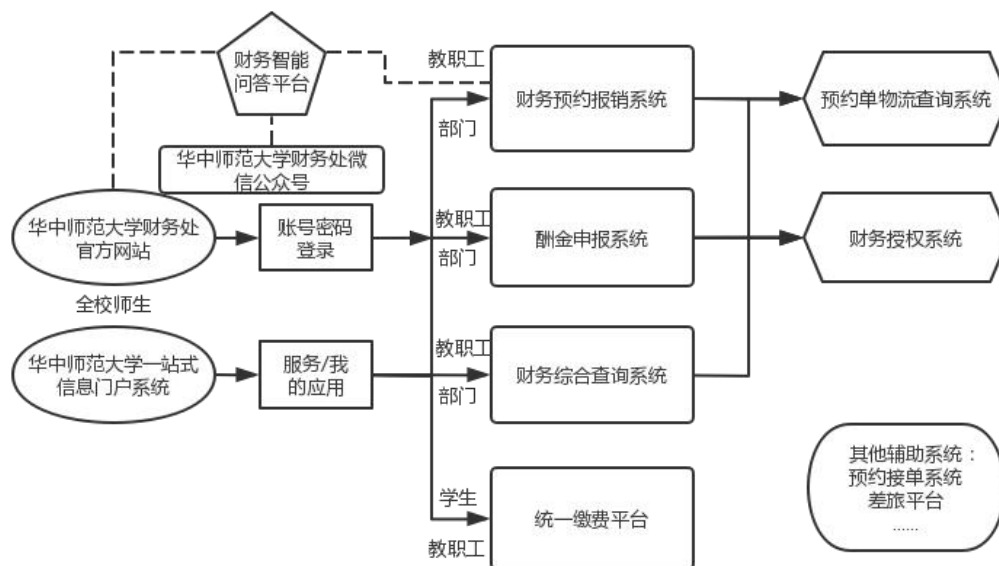 财务智能
问答平台
华中师范大学财务处微
信公众号
华中师范大学财务处
官方网站
全校师生
华中师范大学一站式
信息门户系统
账号密码
登录
服务/我
的应用
教职工
部门
财务预约报销系统
教职工
部门
酬金申报系统
教职工
部门
财务综合查询系统
学生
教职工
统一缴费平台
预约单物流查询系统
财务授权系统
其他辅助系统：
预约接单系统
差旅平台
......